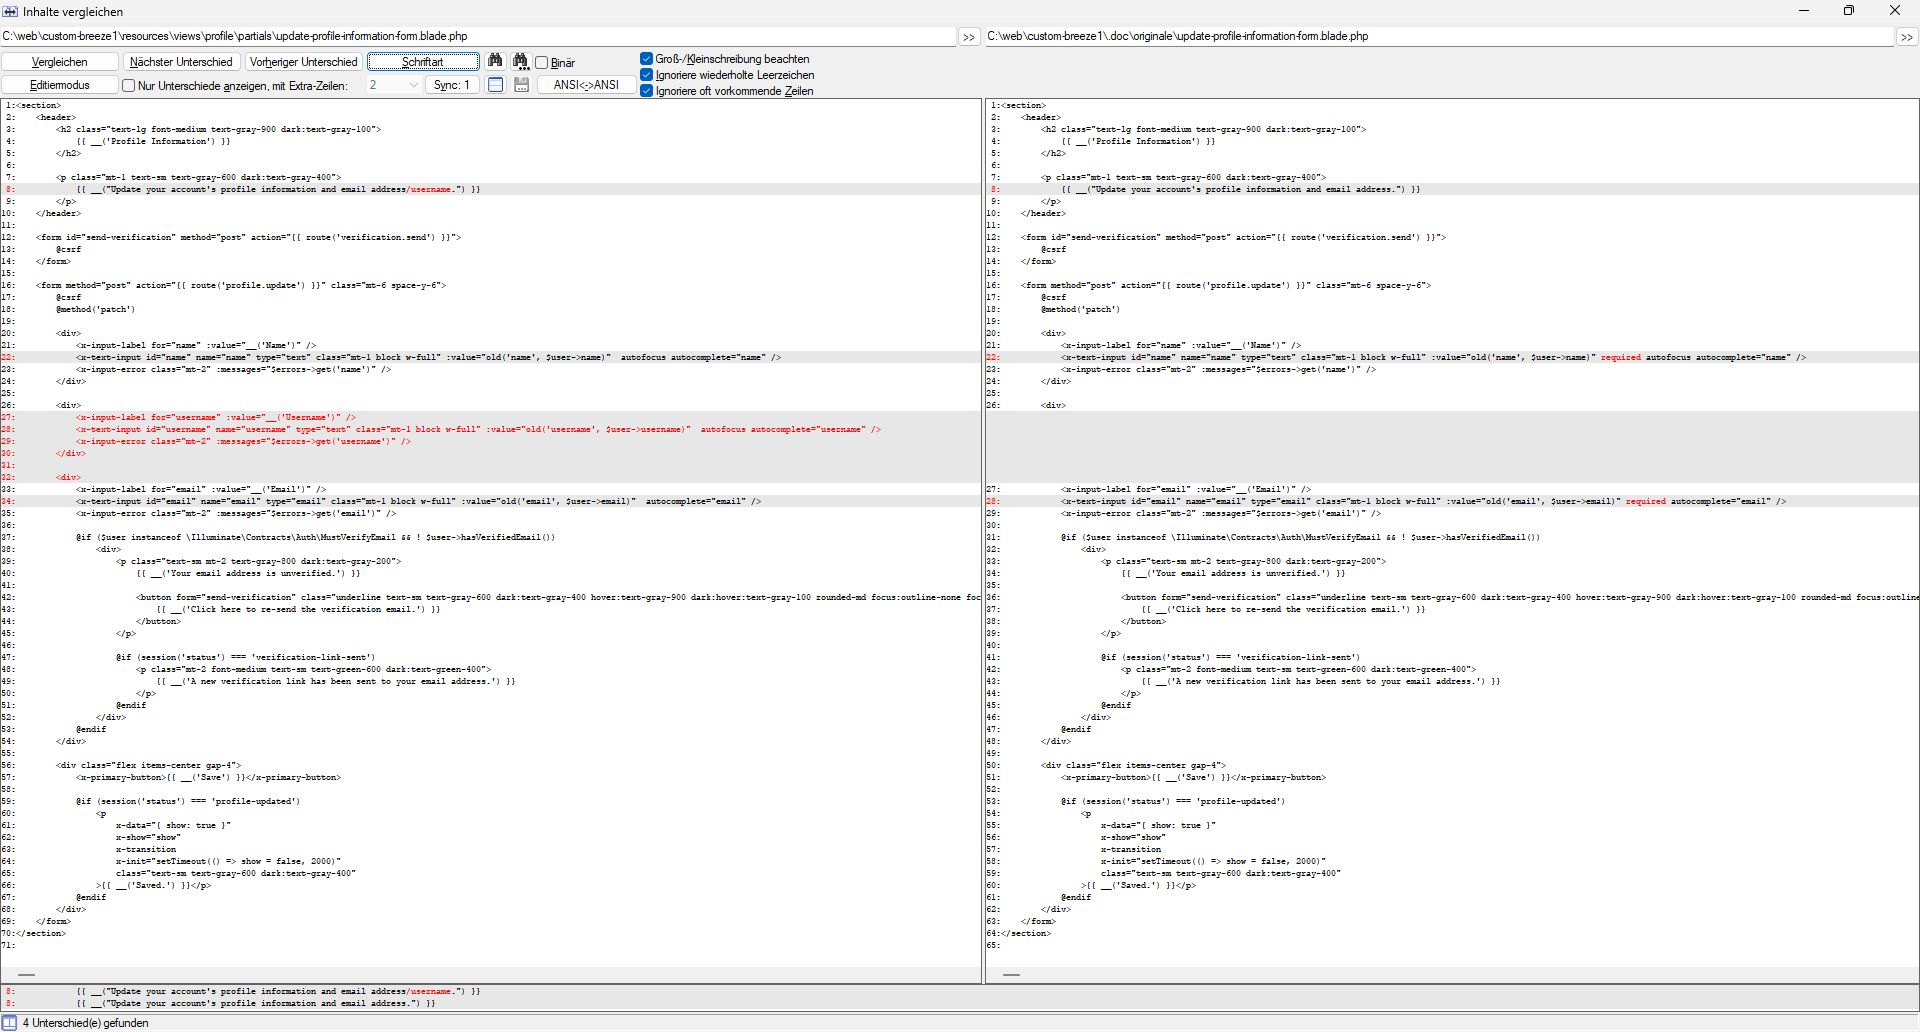 Inhalte vergleichen
C:\web\custom-breeze1\resources\views\profile\partials\update-profile-information-form.blade.php
>>
C:\web\custom-breeze1\.doc\originale\update-profile-information-form.blade.php
>>
Vergleichen
Nächster Unterschied
Vorheriger Unterschied
Schriftart
Binär
Groß-/Kleinschreibung beachten
Ignoriere wiederholte Leerzeichen
Editiermodus
Nur Unterschiede anzeigen, mit Extra-Zeilen:
2
Sync: 1
ANSI<->ANSI
Ignoriere oft vorkommende Zeilen
1:<section>
2:    <header>
3:        <h2 class="text-lg font-medium text-gray-900 dark:text-gray-100">
4:            {{ __('Profile Information') }}
5:        </h2>
6:
7:        <p class="mt-1 text-sm text-gray-600 dark:text-gray-400">
8:            {{ __("Update your account's profile information and email address/username.") }}
9:        </p>
10:    </header>
11:
12:    <form id="send-verification" method="post" action="{{ route('verification.send') }}">
13:        @csrf
14:    </form>
15:
16:    <form method="post" action="{{ route('profile.update') }}" class="mt-6 space-y-6">
17:        @csrf
18:        @method('patch')
19:
20:        <div>
21:            <x-input-label for="name" :value="__('Name')" />
22:            <x-text-input id="name" name="name" type="text" class="mt-1 block w-full" :value="old('name', $user->name)"  autofocus autocomplete="name" />
23:            <x-input-error class="mt-2" :messages="$errors->get('name')" />
24:        </div>
25:
26:        <div>
27:            <x-input-label for="username" :value="__('Username')" />
28:            <x-text-input id="username" name="username" type="text" class="mt-1 block w-full" :value="old('username', $user->username)"  autofocus autocomplete="username" />
29:            <x-input-error class="mt-2" :messages="$errors->get('username')" />
30:        </div>
31:
32:        <div>
33:            <x-input-label for="email" :value="__('Email')" />
34:            <x-text-input id="email" name="email" type="email" class="mt-1 block w-full" :value="old('email', $user->email)"  autocomplete="email" />
35:            <x-input-error class="mt-2" :messages="$errors->get('email')" />
36:
37:            @if ($user instanceof \Illuminate\Contracts\Auth\MustVerifyEmail && ! $user->hasVerifiedEmail())
38:                <div>
39:                    <p class="text-sm mt-2 text-gray-800 dark:text-gray-200">
40:                        {{ __('Your email address is unverified.') }}
41:
42:                        <button form="send-verification" class="underline text-sm text-gray-600 dark:text-gray-400 hover:text-gray-900 dark:hover:text-gray-100 rounded-md focus:outline-none foc
43:                            {{ __('Click here to re-send the verification email.') }}
44:                        </button>
45:                    </p>
46:
47:                    @if (session('status') === 'verification-link-sent')
48:                        <p class="mt-2 font-medium text-sm text-green-600 dark:text-green-400">
49:                            {{ __('A new verification link has been sent to your email address.') }}
50:                        </p>
51:                    @endif
52:                </div>
53:            @endif
54:        </div>
55:
56:        <div class="flex items-center gap-4">
57:            <x-primary-button>{{ __('Save') }}</x-primary-button>
58:
59:            @if (session('status') === 'profile-updated')
60:                <p
61:                    x-data="{ show: true }"
62:                    x-show="show"
63:                    x-transition
64:                    x-init="setTimeout(() => show = false, 2000)"
65:                    class="text-sm text-gray-600 dark:text-gray-400"
66:                >{{ __('Saved.') }}</p>
67:            @endif
68:        </div>
69:    </form>
70:</section>
71:
1:<section>
2:    <header>
3:        <h2 class="text-lg font-medium text-gray-900 dark:text-gray-100">
4:            {{ __('Profile Information') }}
5:        </h2>
6:
7:        <p class="mt-1 text-sm text-gray-600 dark:text-gray-400">
8:            {{ __("Update your account's profile information and email address.") }}
9:        </p>
10:    </header>
11:
12:    <form id="send-verification" method="post" action="{{ route('verification.send') }}">
13:        @csrf
14:    </form>
15:
16:    <form method="post" action="{{ route('profile.update') }}" class="mt-6 space-y-6">
17:        @csrf
18:        @method('patch')
19:
20:        <div>
21:            <x-input-label for="name" :value="__('Name')" />
22:            <x-text-input id="name" name="name" type="text" class="mt-1 block w-full" :value="old('name', $user->name)" required autofocus autocomplete="name" />
23:            <x-input-error class="mt-2" :messages="$errors->get('name')" />
24:        </div>
25:
26:        <div>
27:            <x-input-label for="email" :value="__('Email')" />
28:            <x-text-input id="email" name="email" type="email" class="mt-1 block w-full" :value="old('email', $user->email)" required autocomplete="email" />
29:            <x-input-error class="mt-2" :messages="$errors->get('email')" />
30:
31:            @if ($user instanceof \Illuminate\Contracts\Auth\MustVerifyEmail && ! $user->hasVerifiedEmail())
32:                <div>
33:                    <p class="text-sm mt-2 text-gray-800 dark:text-gray-200">
34:                        {{ __('Your email address is unverified.') }}
35:
36:                        <button form="send-verification" class="underline text-sm text-gray-600 dark:text-gray-400 hover:text-gray-900 dark:hover:text-gray-100 rounded-md focus:outline
37:                            {{ __('Click here to re-send the verification email.') }}
38:                        </button>
39:                    </p>
40:
41:                    @if (session('status') === 'verification-link-sent')
42:                        <p class="mt-2 font-medium text-sm text-green-600 dark:text-green-400">
43:                            {{ __('A new verification link has been sent to your email address.') }}
44:                        </p>
45:                    @endif
46:                </div>
47:            @endif
48:        </div>
49:
50:        <div class="flex items-center gap-4">
51:            <x-primary-button>{{ __('Save') }}</x-primary-button>
52:
53:            @if (session('status') === 'profile-updated')
54:                <p
55:                    x-data="{ show: true }"
56:                    x-show="show"
57:                    x-transition
58:                    x-init="setTimeout(() => show = false, 2000)"
59:                    class="text-sm text-gray-600 dark:text-gray-400"
60:                >{{ __('Saved.') }}</p>
61:            @endif
62:        </div>
63:    </form>
64:</section>
65:
8:            {{ __("Update your account's profile information and email address/username.") }}
8:            {{ __("Update your account's profile information and email address.") }}
4 Unterschied(e) gefunden